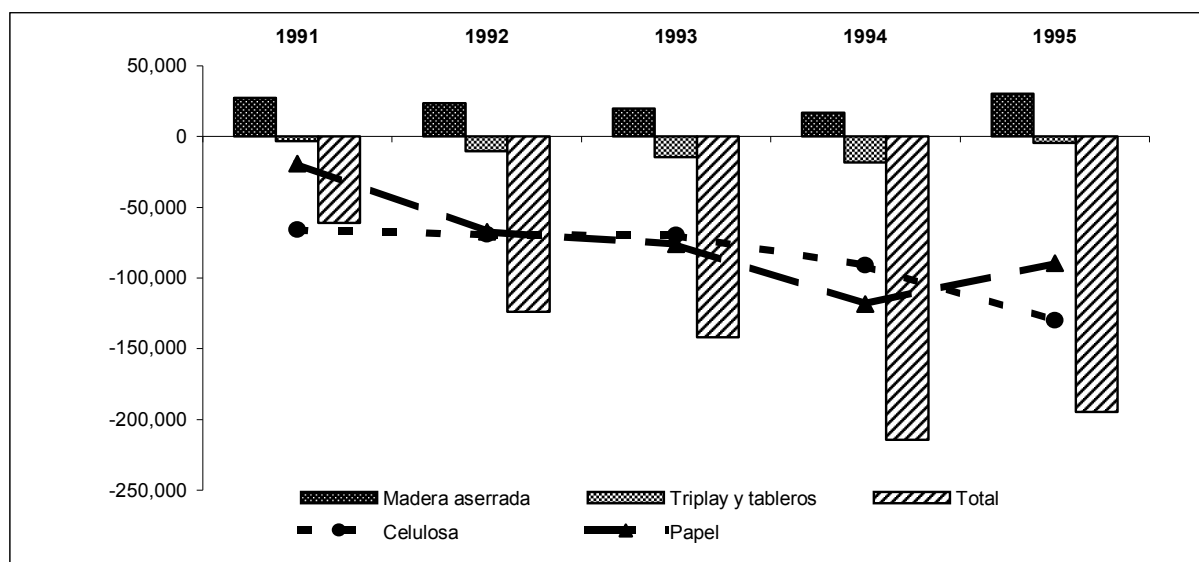 1991 1992 1993 1994 1995
50,000
0
-50,000
-100,000
-150,000
-200,000
-250,000
Madera aserrada Triplay y tableros Total
Celulosa Papel